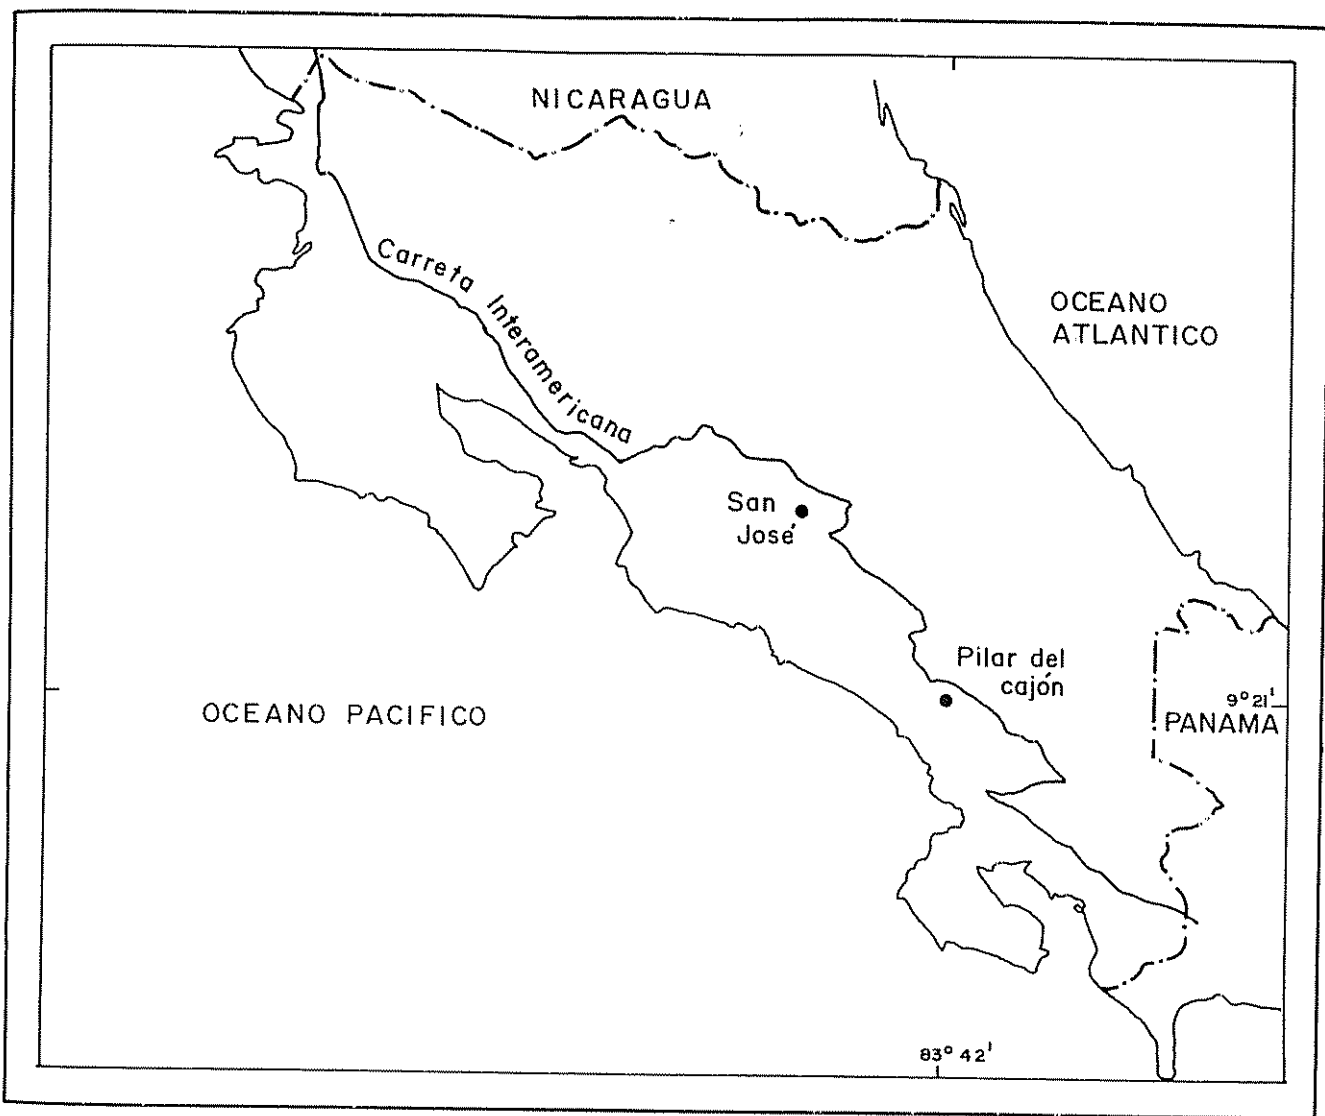 NICARAGUA
Carreta Interamericana
OCEANO
ATLANTICO
San
José
Pilar del
cajón
9° 21'
OCEANO PACIFICO
PANAMA
83° 42'